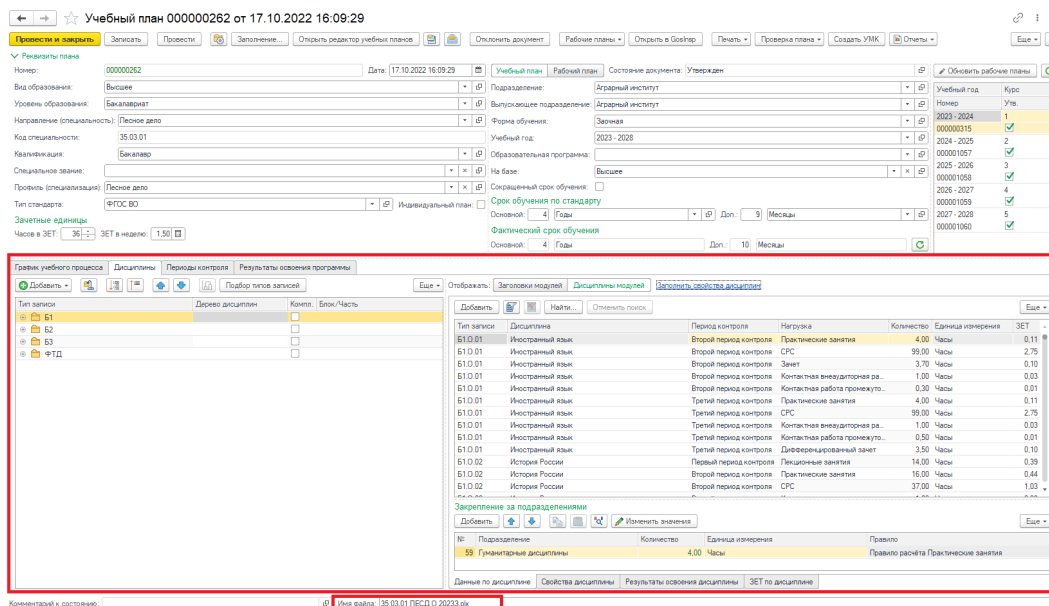 Учебный план 000000262 от 17.10.2022 16:09:29
Провести и закрыть Записать Провести Заполнение... Открыть редактор учебных планов Отклонить документ Рабочие планы Открыть в GosInsp Печать Проверка плана Создать УМК Отчеты Еще
Реквизиты плана
Номер: 000000262 Дата: 17.10.2022 16:09:29 Учебный план Рабочий план Состояние документа: Утвержден Обновить рабочие планы
Вид образования: Высшее Подразделение: Аграрный институт Учебный год Курс
Уровень образования: Бакалавриат Выпускающее подразделение: Аграрный институт Номер Утв.
Направление (специальность): Лесное дело Форма обучения: Заочная 2023 - 2024 1
000000315
Код специальности: 35.03.01 Учебный год: 2023 - 2028 2024 - 2025 2
Квалификация: Бакалавр Образовательная программа: 000001057
2025 - 2026 3
Специальное звание: На базе: Высшее 000001058
Профиль (специализация): Лесное дело Сокращенный срок обучения: 2026 - 2027 4
Тип стандарта: ФГОС ВО Индивидуальный план: Срок обучения по стандарту 000001059
Зачетные единицы Основной: 4 Годы Доп.: 9 Месяцы 2027 - 2028 5
Часов в ЗЕТ: 36 ЗЕТ в неделю: 1,50 Фактический срок обучения 000001060
Основной: 4 Годы Доп.: 10 Месяцы
График учебного процесса Дисциплины Периоды контроля Результаты освоения программы
Добавить Подбор типов записей Еще Отображать: Заголовки модулей Дисциплины модулей Заполнить свойства дисциплин
Тип записи Дерево дисциплин Компл. Блок/Часть
Б1
Б2
Б3
ФТД
Добавить Найти... Отменить поиск Еще
Тип записи Дисциплина Период контроля Нагрузка Количество Единица измерения ЗЕТ
Б1.О.01 Иностранный язык Второй период контроля Практические занятия 4,00 Часы 0,11
Б1.О.01 Иностранный язык Второй период контроля СРС 99,00 Часы 2,75
Б1.О.01 Иностранный язык Второй период контроля Зачет 3,70 Часы 0,10
Б1.О.01 Иностранный язык Второй период контроля Контактная внеаудиторная ра... 1,00 Часы 0,03
Б1.О.01 Иностранный язык Второй период контроля Контактная работа промежуто... 0,30 Часы 0,01
Б1.О.01 Иностранный язык Третий период контроля Практические занятия 4,00 Часы 0,11
Б1.О.01 Иностранный язык Третий период контроля СРС 99,00 Часы 2,75
Б1.О.01 Иностранный язык Третий период контроля Контактная внеаудиторная ра... 1,00 Часы 0,03
Б1.О.01 Иностранный язык Третий период контроля Контактная работа промежуто... 0,50 Часы 0,01
Б1.О.01 Иностранный язык Третий период контроля Дифференцированный зачет 3,50 Часы 0,10
Б1.О.02 История России Первый период контроля Лекционные занятия 14,00 Часы 0,39
Б1.О.02 История России Второй период контроля Практические занятия 16,00 Часы 0,44
Б1.О.02 История России Второй период контроля СРС 37,00 Часы 1,03
Закрепление за подразделениями
Добавить Изменить значения Еще
№ Подразделение Количество Единица измерения Правило
59 Гуманитарные дисциплины 4,00 Часы Правило расчёта Практические занятия
Данные по дисциплине Свойства дисциплины Результаты освоения дисциплины ЗЕТ по дисциплине
Комментарий к состоянию: Имя файла: 35.03.01 ЛЕСД О 20233.plx